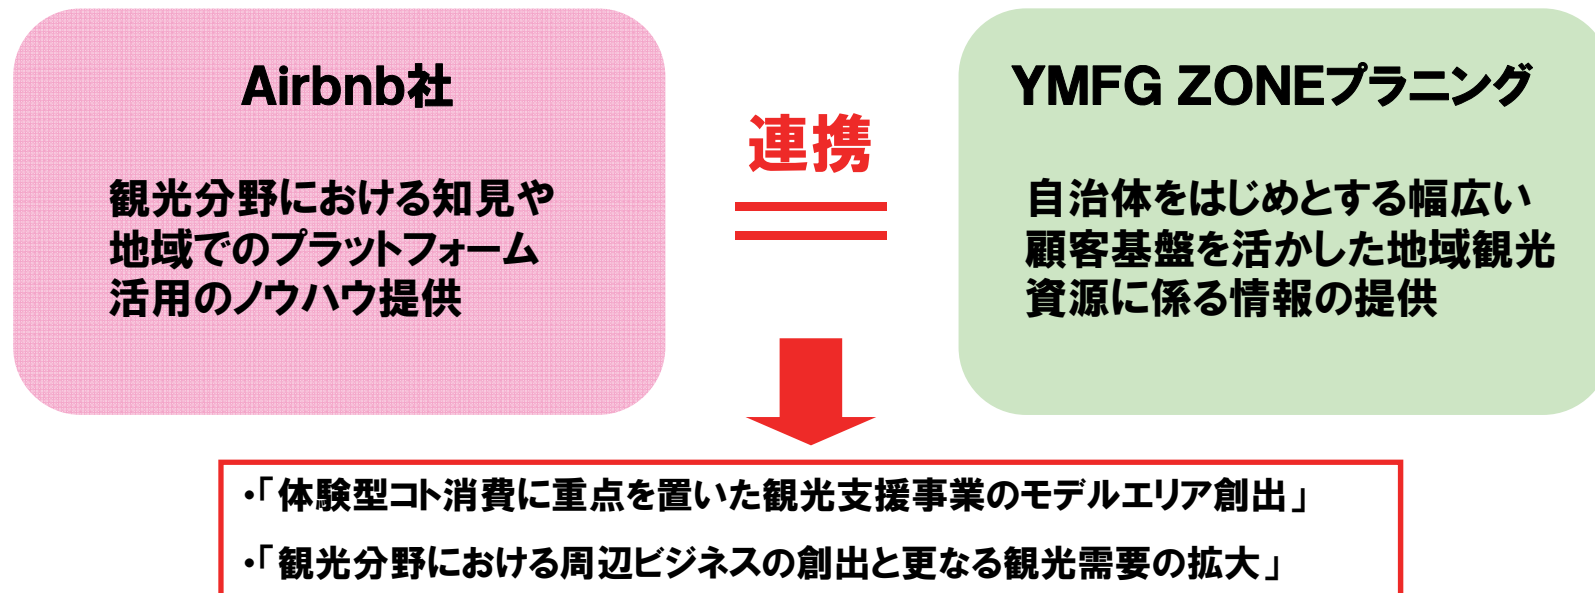 Airbnb社
観光分野における知見や
地域でのプラットフォーム
活用のノウハウ提供
連携
YMFG ZONEプラニング
自治体をはじめとする幅広い
顧客基盤を活かした地域観光
資源に係る情報の提供
・「体験型コト消費に重点を置いた観光支援事業のモデルエリア創出」
・「観光分野における周辺ビジネスの創出と更なる観光需要の拡大」